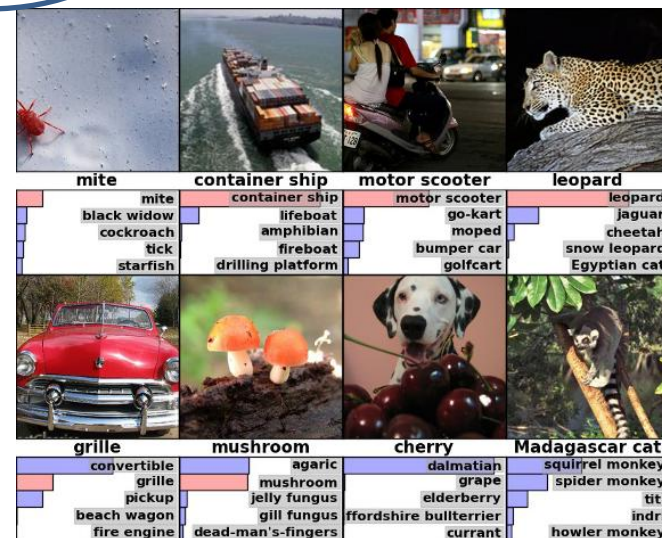 mite
container ship
motor scooter
leopard
mite
black widow
cockroach
tick
starfish
container ship
lifeboat
amphibian
fireboat
drilling platform
motor scooter
go-kart
moped
bumper car
golfcart
leopard
jaguar
cheetah
snow leopard
Egyptian cat
grille
mushroom
cherry
Madagascar cat
convertible
grille
pickup
beach wagon
fire engine
agaric
mushroom
jelly fungus
gill fungus
dead-man's-fingers
dalmatian
grape
elderberry
ffordshire bullterrier
currant
squirrel monkey
spider monkey
titi
indri
howler monkey